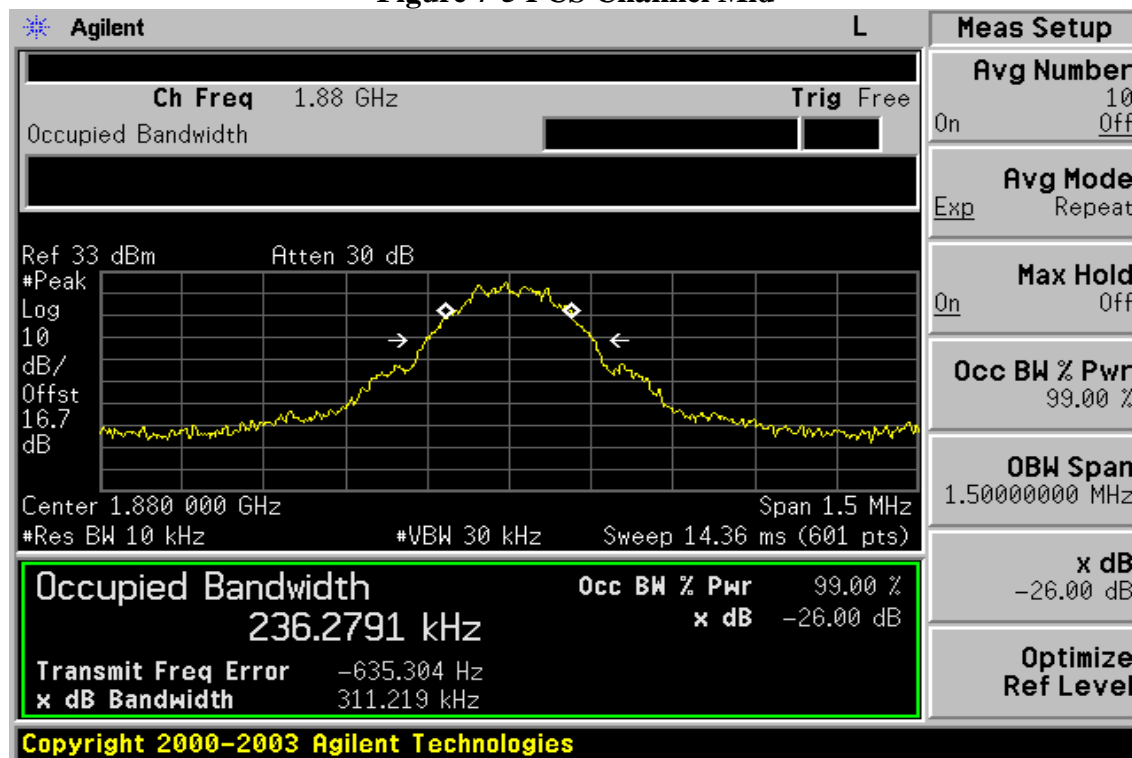 Agilent L Meas Setup
Ch Freq 1.88 GHz Trig Free
Occupied Bandwidth
Avg Number
10
On Off
Avg Mode
Exp Repeat
Max Hold
On Off
Occ BW % Pwr
99.00 %
OBW Span
1.50000000 MHz
x dB
-26.00 dB
Optimize
Ref Level
Ref 33 dBm Atten 30 dB
#Peak
Log
10
dB/
Offst
16.7
dB
Center 1.880 000 GHz Span 1.5 MHz
#Res BW 10 kHz #VBW 30 kHz Sweep 14.36 ms (601 pts)
Occupied Bandwidth Occ BW % Pwr 99.00 %
236.2791 kHz x dB -26.00 dB
Transmit Freq Error -635.304 Hz
x dB Bandwidth 311.219 kHz
Copyright 2000-2003 Agilent Technologies